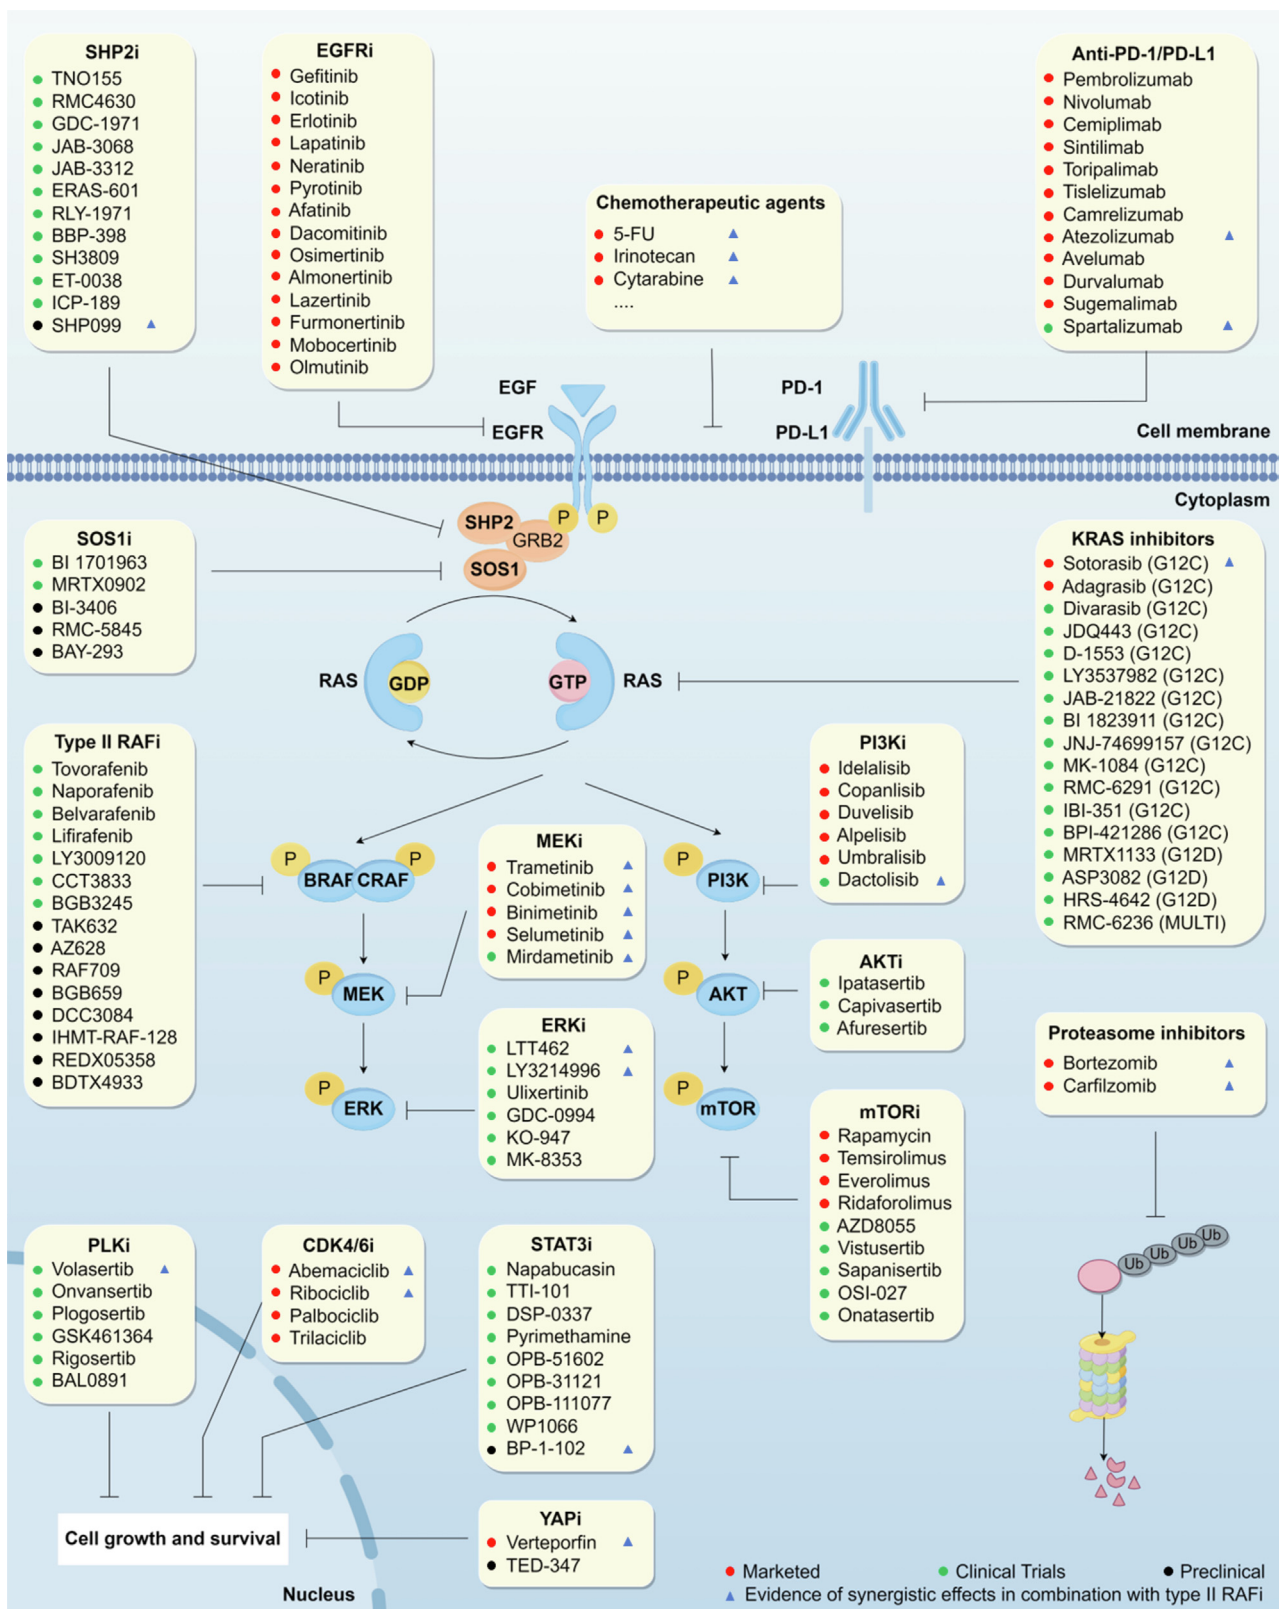 SHP2i
TNO155
RMC4630
GDC-1971
JAB-3068
JAB-3312
ERAS-601
RLY-1971
BBP-398
SH3809
ET-0038
ICP-189
SHP099
EGFRi
Gefitinib
Icotinib
Erlotinib
Lapatinib
Neratinib
Pyrotinib
Afatinib
Dacomitinib
Osimertinib
Almonertinib
Lazertinib
Furmonertinib
Mobocertinib
Olmutinib
Chemotherapeutic agents
5-FU
Irinotecan
Cytarabine
....
Anti-PD-1/PD-L1
Pembrolizumab
Nivolumab
Cemiplimab
Sintilimab
Toripalimab
Tislelizumab
Camrelizumab
Atezolizumab
Avelumab
Durvalumab
Sugemalimab
Spartalizumab
EGF
EGFR
PD-1
PD-L1
Cell membrane
Cytoplasm
SHP2
GRB2
P
P
SOS1
SOS1i
BI 1701963
MRTX0902
BI-3406
RMC-5845
BAY-293
RAS
GDP
GTP
RAS
KRAS inhibitors
Sotorasib (G12C)
Adagrasib (G12C)
Divarasib (G12C)
JDQ443 (G12C)
D-1553 (G12C)
LY3537982 (G12C)
JAB-21822 (G12C)
BI 1823911 (G12C)
JNJ-74699157 (G12C)
MK-1084 (G12C)
RMC-6291 (G12C)
IBI-351 (G12C)
BPI-421286 (G12C)
MRTX1133 (G12D)
ASP3082 (G12D)
HRS-4642 (G12D)
RMC-6236 (MULTI)
Type II RAFi
Tovorafenib
Naporafenib
Belvarafenib
Lifirafenib
LY3009120
CCT3833
BGB3245
TAK632
AZ628
RAF709
BGB659
DCC3084
IHMT-RAF-128
REDX05358
BDTX4933
P
BRAF
CRAF
P
P
MEK
P
ERK
MEKi
Trametinib
Cobimetinib
Binimetinib
Selumetinib
Mirdametinib
ERKi
LTT462
LY3214996
Ulixertinib
GDC-0994
KO-947
MK-8353
P
PI3K
P
AKT
P
mTOR
PI3Ki
Idelalisib
Copanlisib
Duvelisib
Alpelisib
Umbralisib
Dactolisib
AKTi
Ipatasertib
Capivasertib
Afuresertib
mTORi
Rapamycin
Temsirolimus
Everolimus
Ridaforolimus
AZD8055
Vistusertib
Sapanisertib
OSI-027
Onatasertib
Proteasome inhibitors
Bortezomib
Carfilzomib
Ub
Ub
Ub
Ub
PLKi
Volasertib
Onvansertib
Plogosertib
GSK461364
Rigosertib
BAL0891
CDK4/6i
Abemaciclib
Ribociclib
Palbociclib
Trilaciclib
STAT3i
Napabucasin
TTI-101
DSP-0337
Pyrimethamine
OPB-51602
OPB-31121
OPB-111077
WP1066
BP-1-102
Cell growth and survival
YAPi
Verteporfin
TED-347
Nucleus
Marketed
Clinical Trials
Preclinical
Evidence of synergistic effects in combination with type II RAFi